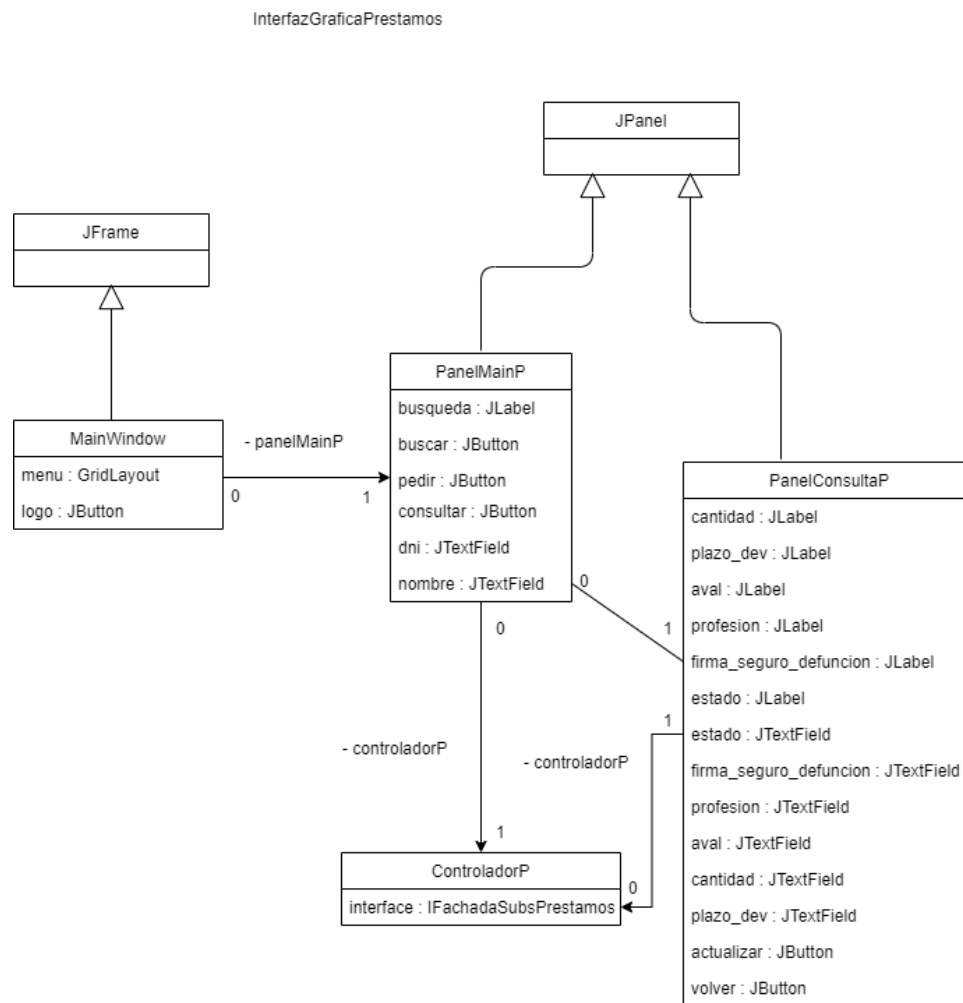 InterfazGraficaPrestamos
JPanel
JFrame
PanelMainP
busqueda : JLabel
buscar : JButton
pedir : JButton
consultar : JButton
dni : JTextField
nombre : JTextField
MainWindow
menu : GridLayout
logo : JButton
- panelMainP
0
1
PanelConsultaP
cantidad : JLabel
plazo_dev : JLabel
aval : JLabel
profesion : JLabel
firma_seguro_defuncion : JLabel
estado : JLabel
estado : JTextField
firma_seguro_defuncion : JTextField
profesion : JTextField
aval : JTextField
cantidad : JTextField
plazo_dev : JTextField
actualizar : JButton
volver : JButton
0
1
0
- controladorP
1
1
- controladorP
0
ControladorP
interface : IFachadaSubsPrestamos